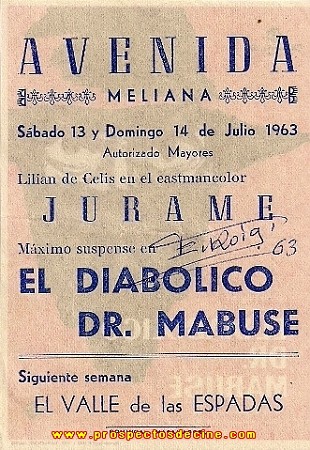 AVENIDA
MELIANA
Sábado 13 y Domingo 14 de Julio 1963
Autorizado Mayores
Lilian de Celis en el eastmancolor
JURAME
Máximo suspense en
63
EL DIABOLICO
DR. MABUSE
Siguiente semana
EL VALLE de las ESPADAS
www.prospectosdecine.com